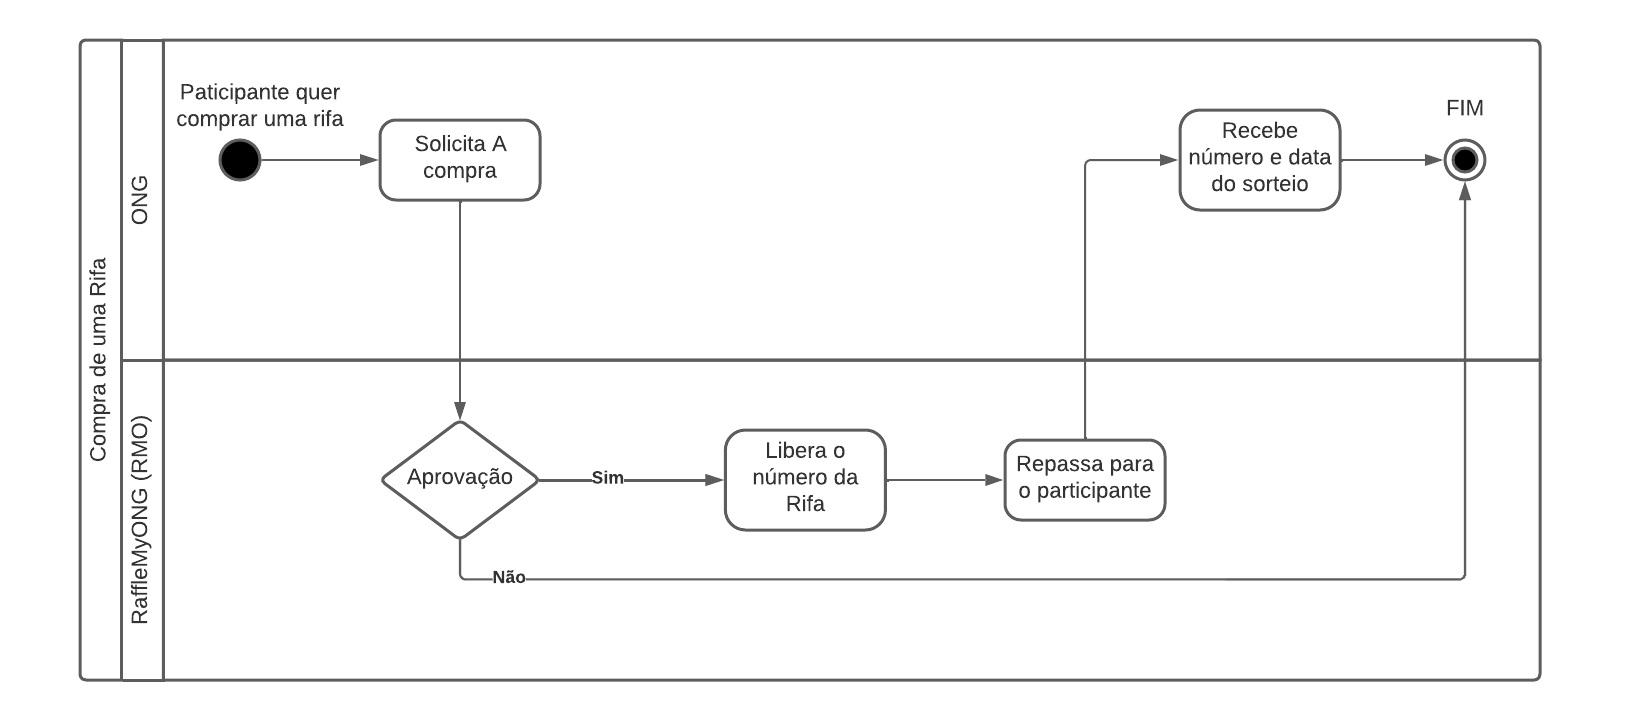 Compra de uma Rifa
ONG
Paticipante quer
comprar uma rifa
Solicita A
compra
Recebe
número e data
do sorteio
FIM
RaffleMyONG (RMO)
Aprovação
Sim
Libera o
número da
Rifa
Repassa para
o participante
Não